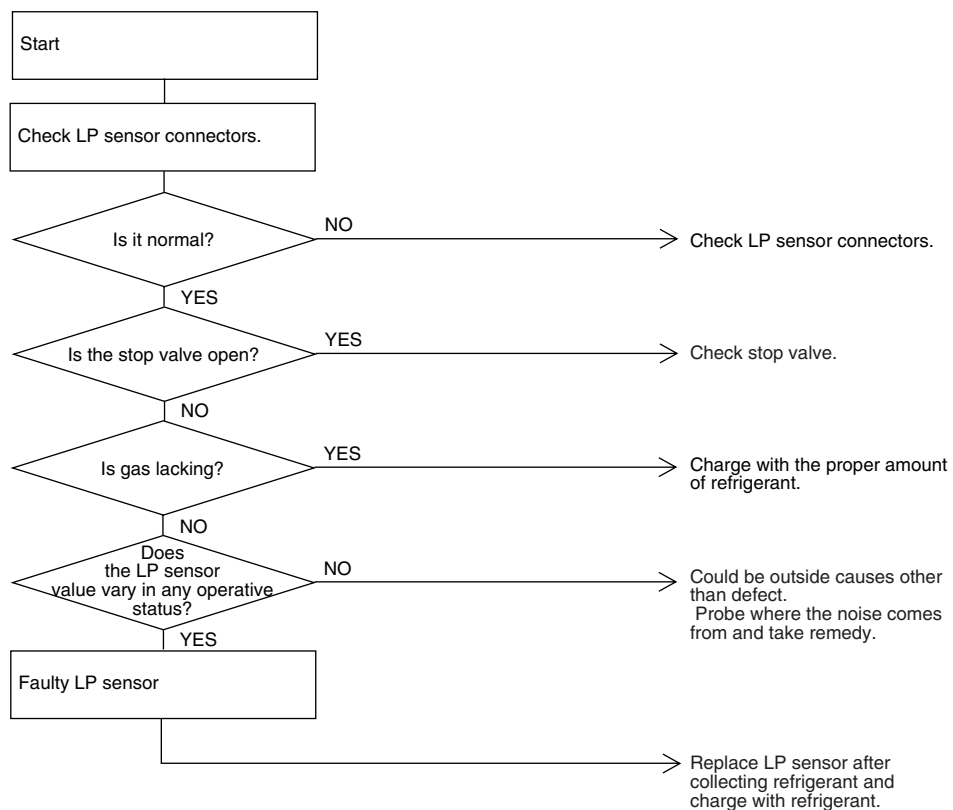 Start
Check LP sensor connectors.
Is it normal?
NO
Check LP sensor connectors.
YES
Is the stop valve open?
YES
Check stop valve.
NO
Is gas lacking?
YES
Charge with the proper amount
of refrigerant.
NO
Does
the LP sensor
value vary in any operative
status?
NO
Could be outside causes other
than defect.
Probe where the noise comes
from and take remedy.
YES
Faulty LP sensor
Replace LP sensor after
collecting refrigerant and
charge with refrigerant.